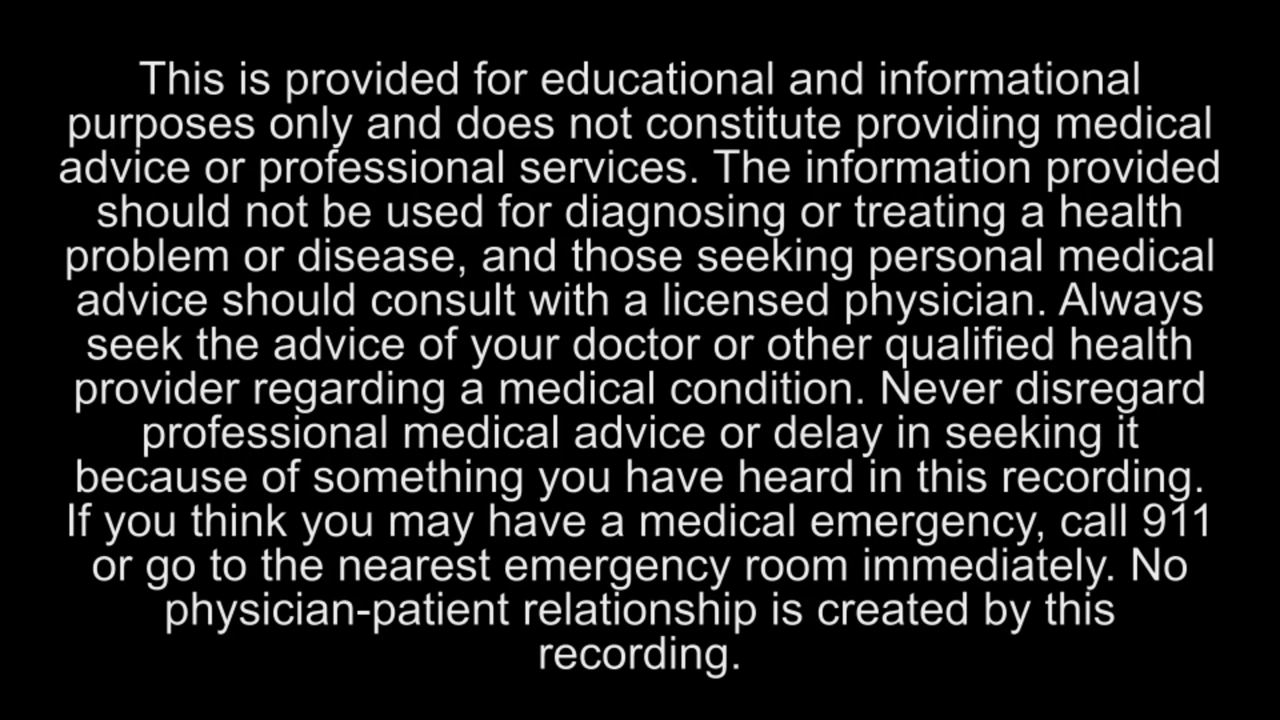 This is provided for educational and informational
purposes only and does not constitute providing medical
advice or professional services. The information provided
should not be used for diagnosing or treating a health
problem or disease, and those seeking personal medical
advice should consult with a licensed physician. Always
seek the advice of your doctor or other qualified health
provider regarding a medical condition. Never disregard
professional medical advice or delay in seeking it
because of something you have heard in this recording.
If you think you may have a medical emergency, call 911
or go to the nearest emergency room immediately. No
physician-patient relationship is created by this
recording.